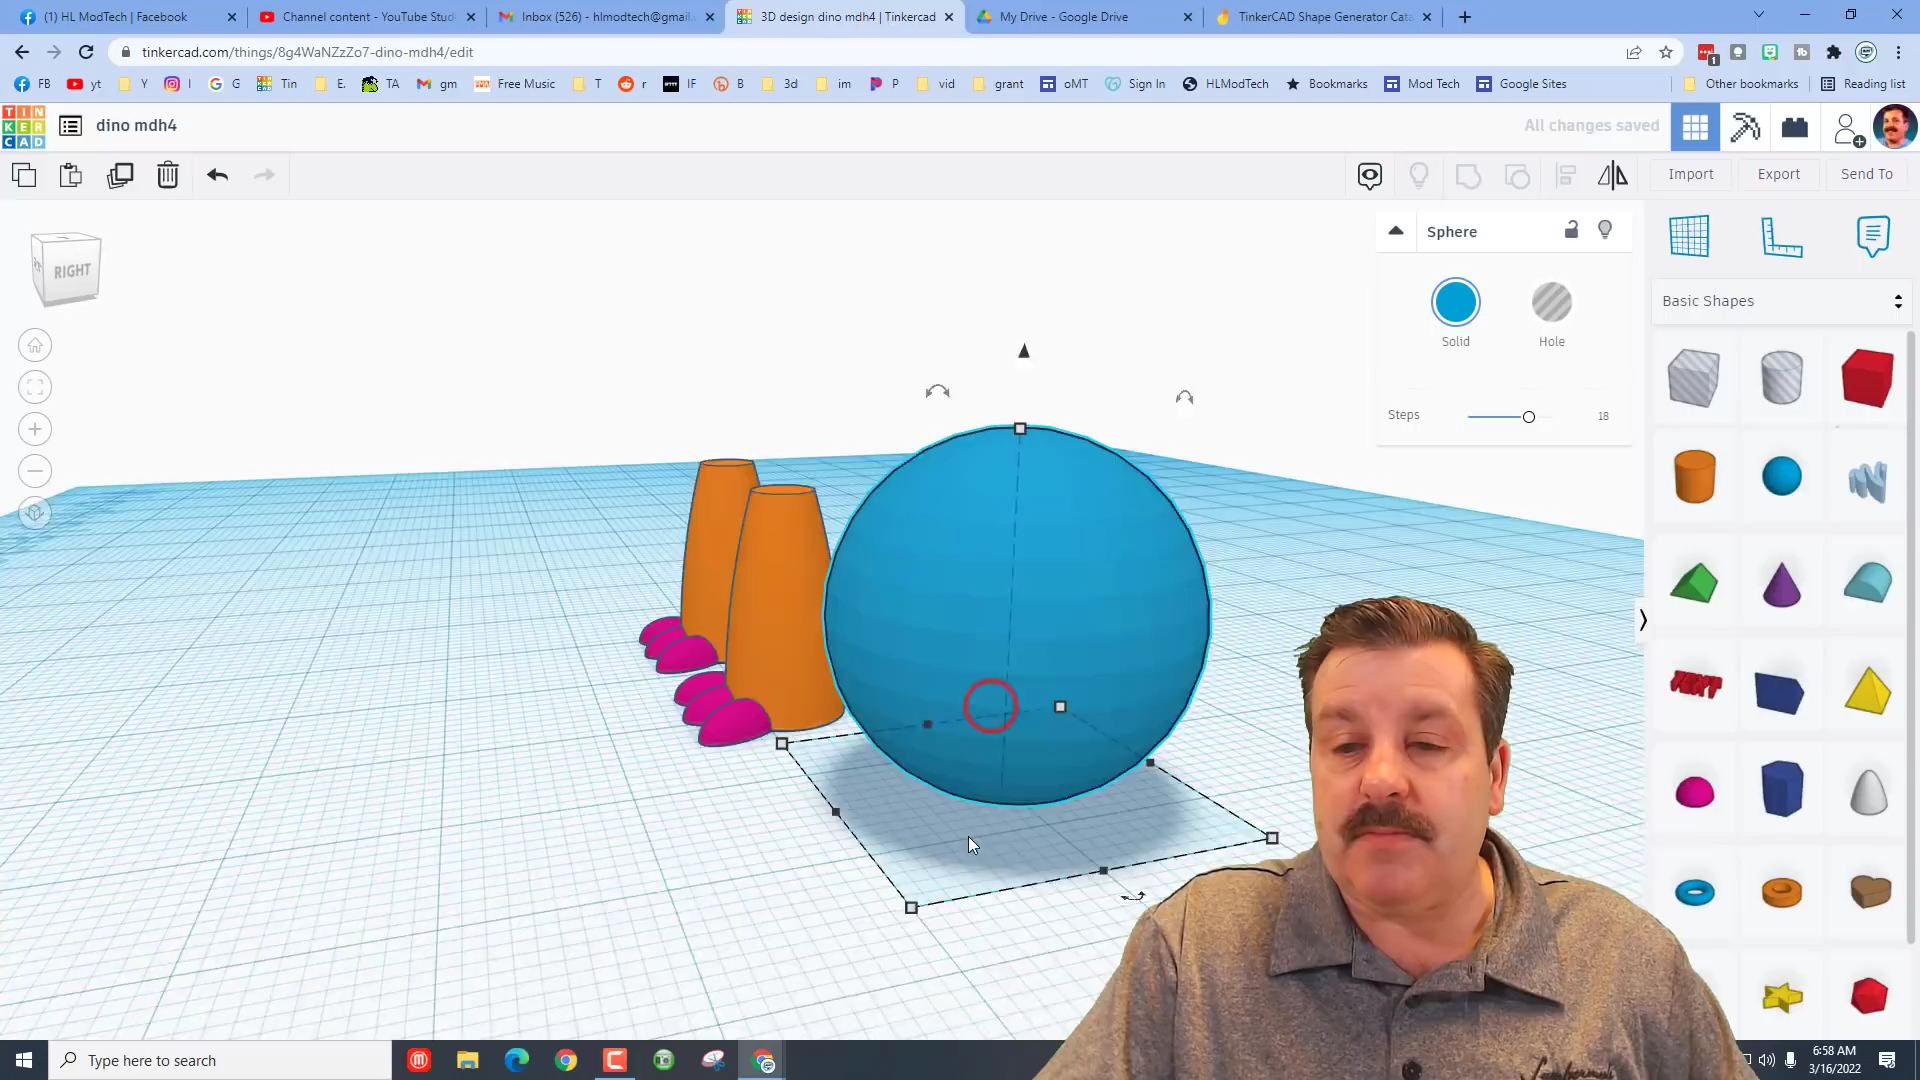 (1) HL ModTech | Facebook
Channel content - YouTube Stud
Inbox (526) - hlmodtech@gmail.
3D design dino mdh4 | Tinkercad
My Drive - Google Drive
TinkerCAD Shape Generator Cata
tinkercad.com/things/8g4WaNZzZo7-dino-mdh4/edit
1
FB
yt
Y
I
G
Tin
E.
TA
gm
Free Music
T
r
IF
B
3d
im
P
vid
grant
oMT
Sign In
HLModTech
Bookmarks
Mod Tech
Google Sites
Other bookmarks
Reading list
TIN
KER
CAD
dino mdh4
All changes saved
Import
Export
Send To
RIGHT
Sphere
Solid
Hole
Steps
18
Basic Shapes
TEXT
Type here to search
6:58 AM
3/16/2022